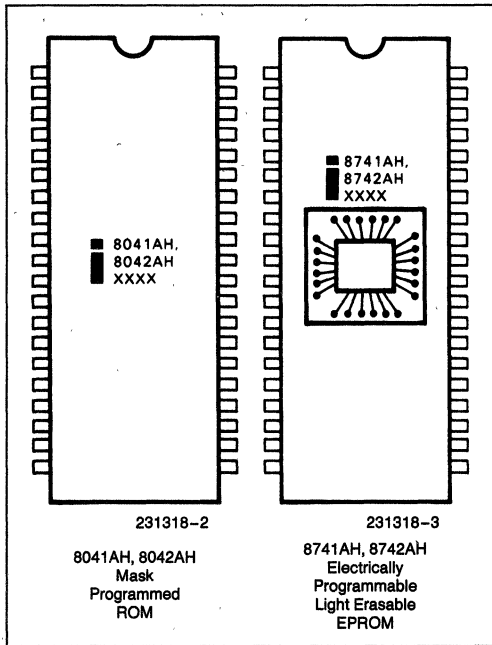 8041AH,
8042AH
XXXX
8741AH,
8742AH
XXXX
231318-2
8041AH, 8042AH
Mask
Programmed
ROM
231318-3
8741AH, 8742AH
Electrically
Programmable
Light Erasable
EPROM